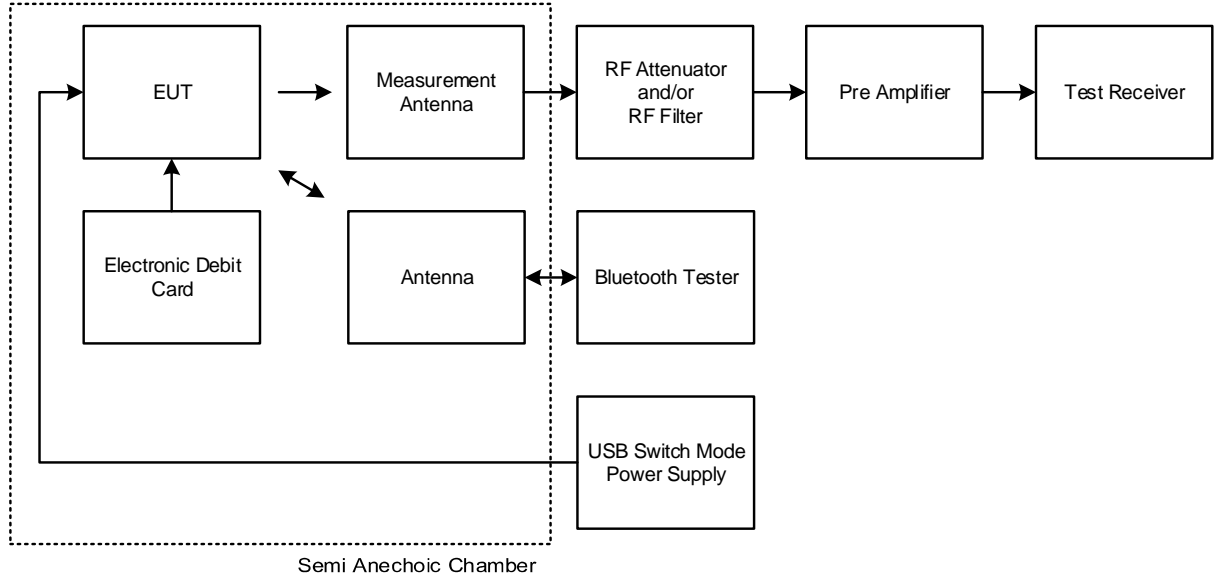 EUT
Measurement
Antenna
RF Attenuator
and/or
RF Filter
Pre Amplifier
Test Receiver
Electronic Debit
Card
Antenna
Bluetooth Tester
USB Switch Mode
Power Supply
Semi Anechoic Chamber